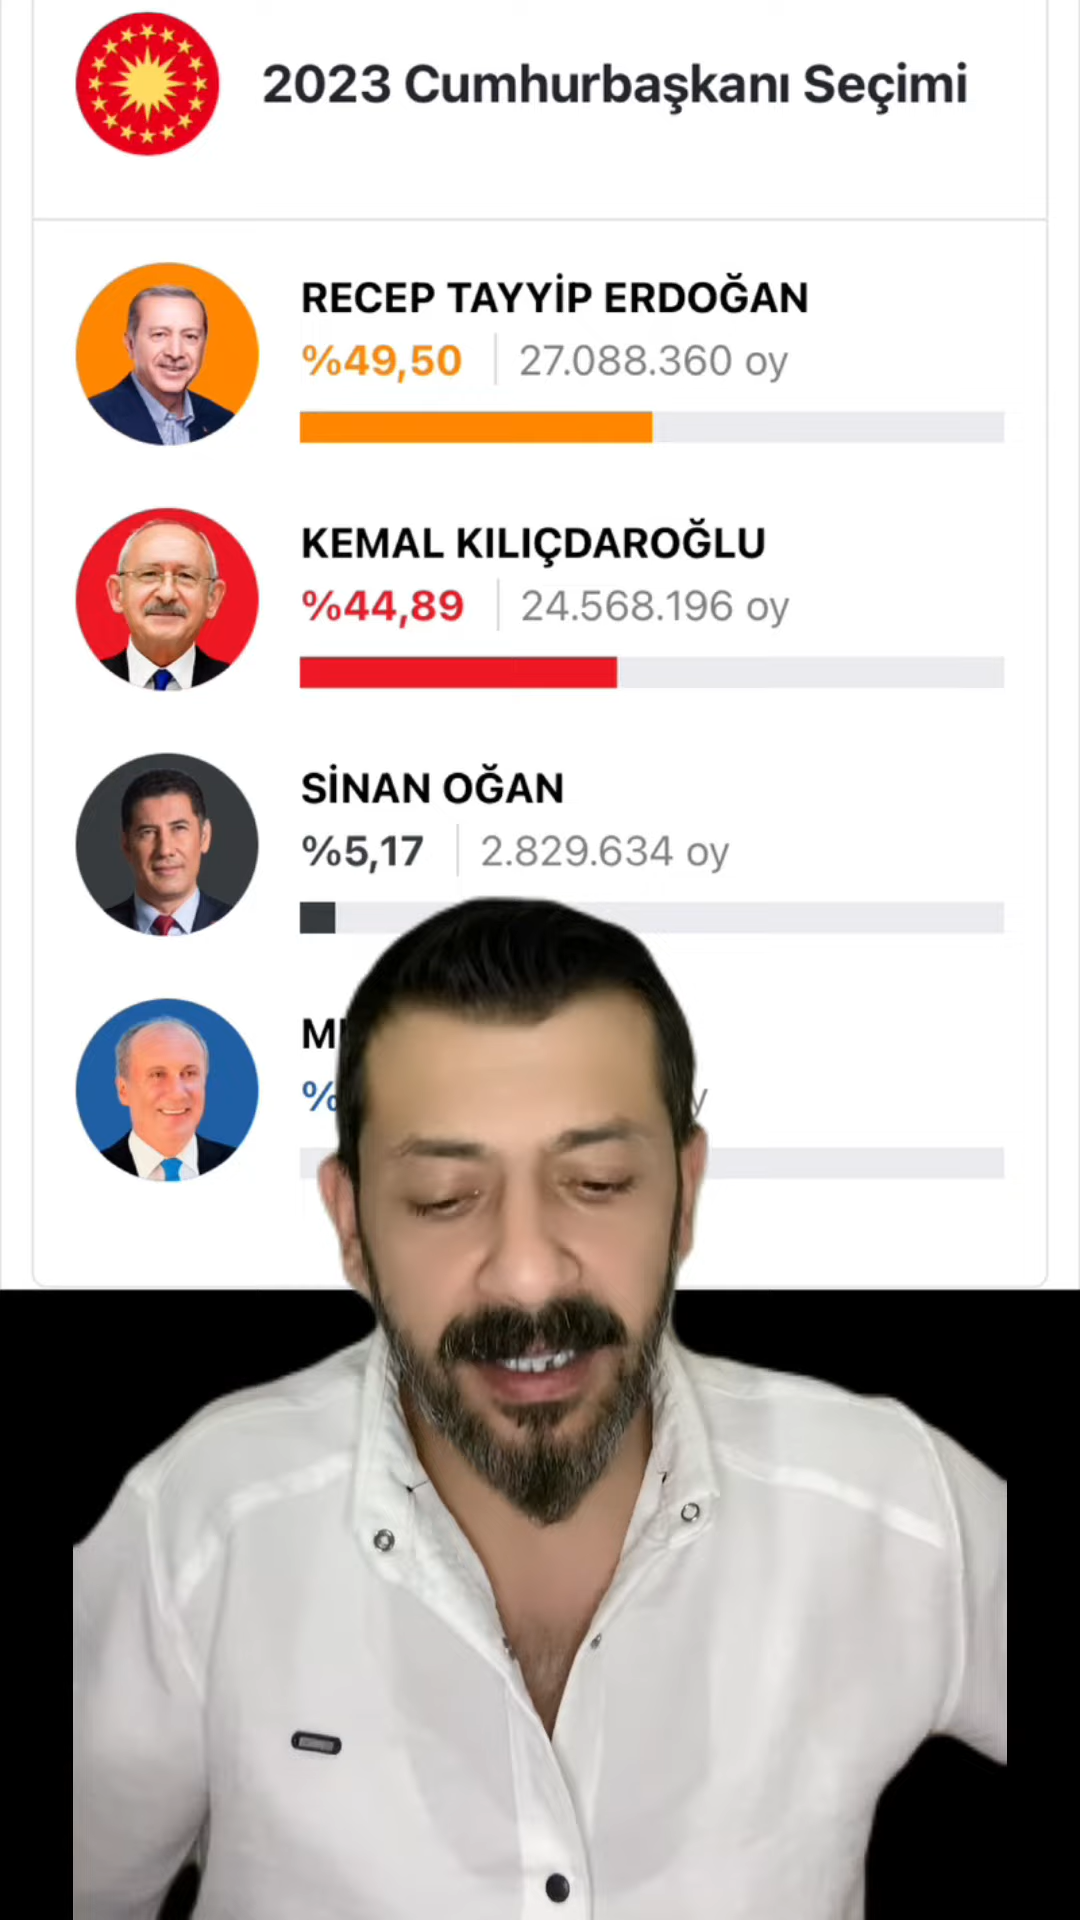 2023 Cumhurbaşkanı Seçimi
RECEP TAYYİP ERDOĞAN
%49,50 27.088.360 oy
KEMAL KILIÇDAROĞLU
%44,89 24.568.196 oy
SİNAN OĞAN
%5,17 2.829.634 oy